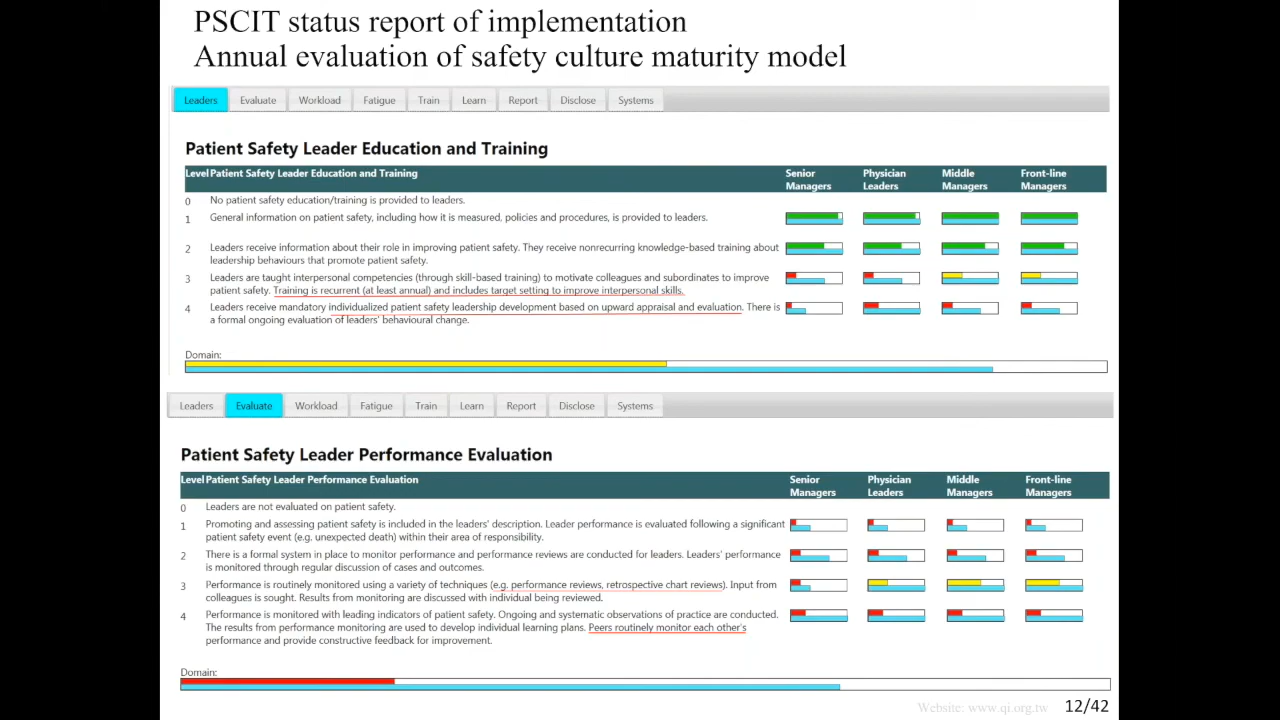 PSCIT status report of implementation
Annual evaluation of safety culture maturity model
Leaders Evaluate Workload Fatigue Train Learn Report Disclose Systems
Patient Safety Leader Education and Training
Level Patient Safety Leader Education and Training Senior Managers Physician Leaders Middle Managers Front-line Managers
0 No patient safety education/training is provided to leaders.
1 General information on patient safety, including how it is measured, policies and procedures, is provided to leaders.
2 Leaders receive information about their role in improving patient safety. They receive nonrecurring knowledge-based training about
leadership behaviours that promote patient safety.
3 Leaders are taught interpersonal competencies (through skill-based training) to motivate colleagues and subordinates to improve
patient safety. Training is recurrent (at least annual) and includes target setting to improve interpersonal skills.
4 Leaders receive mandatory individualized patient safety leadership development based on upward appraisal and evaluation. There is
a formal ongoing evaluation of leaders' behavioural change.
Domain:
Leaders Evaluate Workload Fatigue Train Learn Report Disclose Systems
Patient Safety Leader Performance Evaluation
Level Patient Safety Leader Performance Evaluation Senior Managers Physician Leaders Middle Managers Front-line Managers
0 Leaders are not evaluated on patient safety.
1 Promoting and assessing patient safety is included in the leaders' description. Leader performance is evaluated following a significant
patient safety event (e.g. unexpected death) within their area of responsibility.
2 There is a formal system in place to monitor performance and performance reviews are conducted for leaders. Leaders' performance
is monitored through regular discussion of cases and outcomes.
3 Performance is routinely monitored using a variety of techniques (e.g. performance reviews, retrospective chart reviews). Input from
colleagues is sought. Results from monitoring are discussed with individual being reviewed.
4 Performance is monitored with leading indicators of patient safety. Ongoing and systematic observations of practice are conducted.
The results from performance monitoring are used to develop individual learning plans. Peers routinely monitor each other's
performance and provide constructive feedback for improvement.
Domain:
Website: www.qi.org.tw 12/42